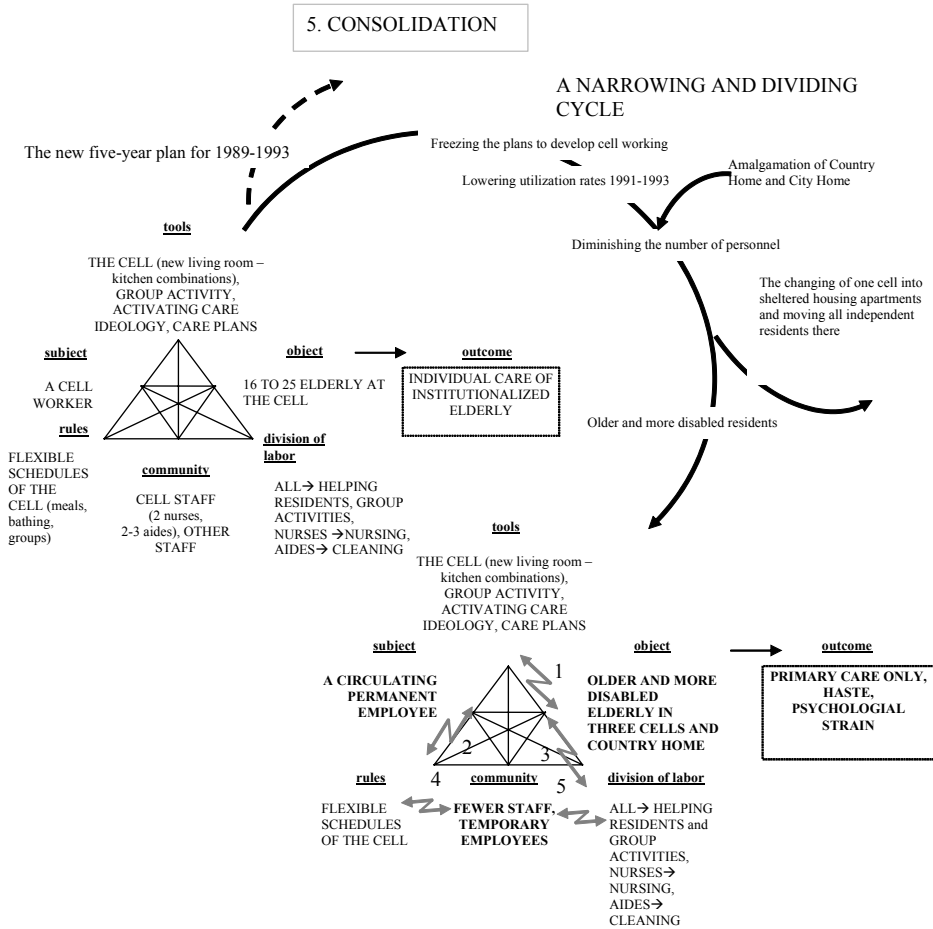 5. CONSOLIDATION
A NARROWING AND DIVIDING
CYCLE
The new five-year plan for 1989-1993
Freezing the plans to develop cell working
Lowering utilization rates 1991-1993
Amalgamation of Country
Home and City Home
Diminishing the number of personnel
The changing of one cell into
sheltered housing apartments
and moving all independent
residents there
Older and more disabled residents
tools
THE CELL (new living room –
kitchen combinations),
GROUP ACTIVITY,
ACTIVATING CARE
IDEOLOGY, CARE PLANS
subject
A CELL
WORKER
object
16 TO 25 ELDERLY AT
THE CELL
outcome
INDIVIDUAL CARE OF
INSTITUTIONALIZED
ELDERLY
rules
FLEXIBLE
SCHEDULES
OF THE
CELL (meals,
bathing,
groups)
community
CELL STAFF
(2 nurses,
2-3 aides), OTHER
STAFF
division of
labor
ALL→ HELPING
RESIDENTS, GROUP
ACTIVITIES,
NURSES →NURSING,
AIDES→ CLEANING
tools
THE CELL (new living room –
kitchen combinations),
GROUP ACTIVITY,
ACTIVATING CARE
IDEOLOGY, CARE PLANS
subject
A CIRCULATING
PERMANENT
EMPLOYEE
object
OLDER AND MORE
DISABLED
ELDERLY IN
THREE CELLS AND
COUNTRY HOME
outcome
PRIMARY CARE ONLY,
HASTE,
PSYCHOLOGIAL
STRAIN
1
2
3
4
5
rules
FLEXIBLE
SCHEDULES
OF THE CELL
community
FEWER STAFF,
TEMPORARY
EMPLOYEES
division of labor
ALL→ HELPING
RESIDENTS and
GROUP
ACTIVITIES,
NURSES→
NURSING,
AIDES→
CLEANING